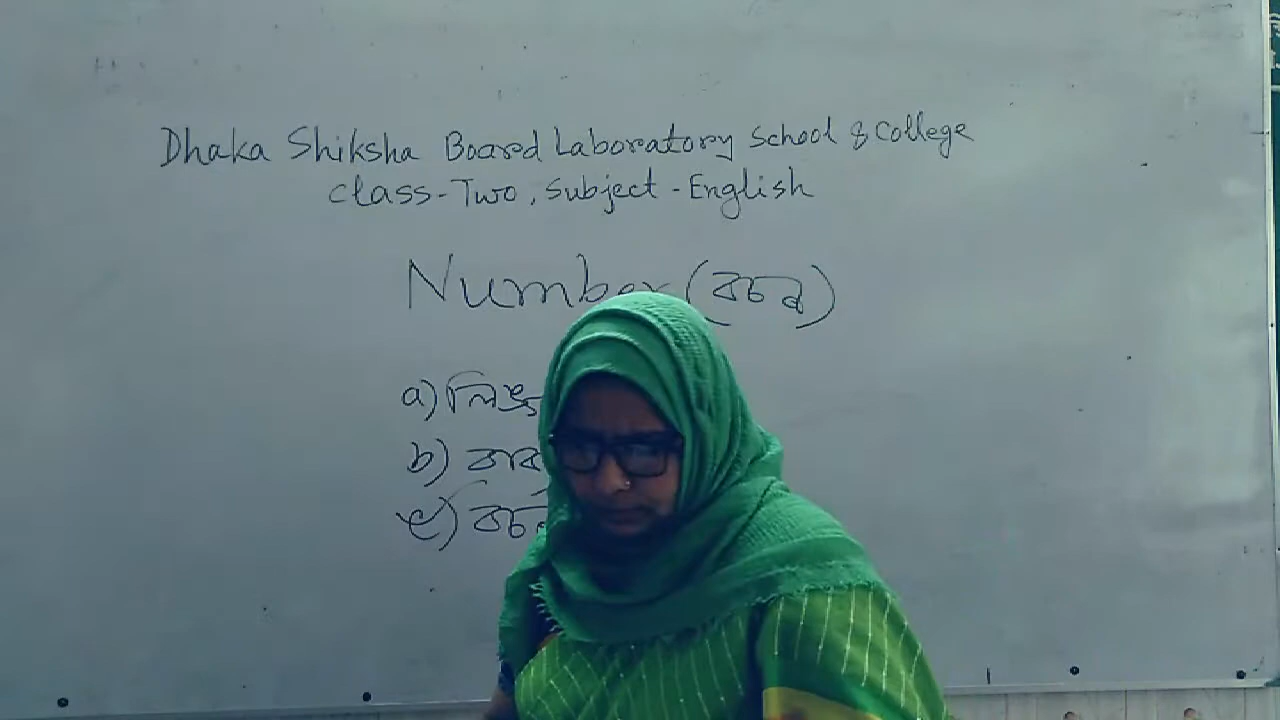 Dhaka Shiksha Board Laboratory School & College
Class-Two, Subject-English
Number (বচন)
a) লিঙ্গ
b)
c)